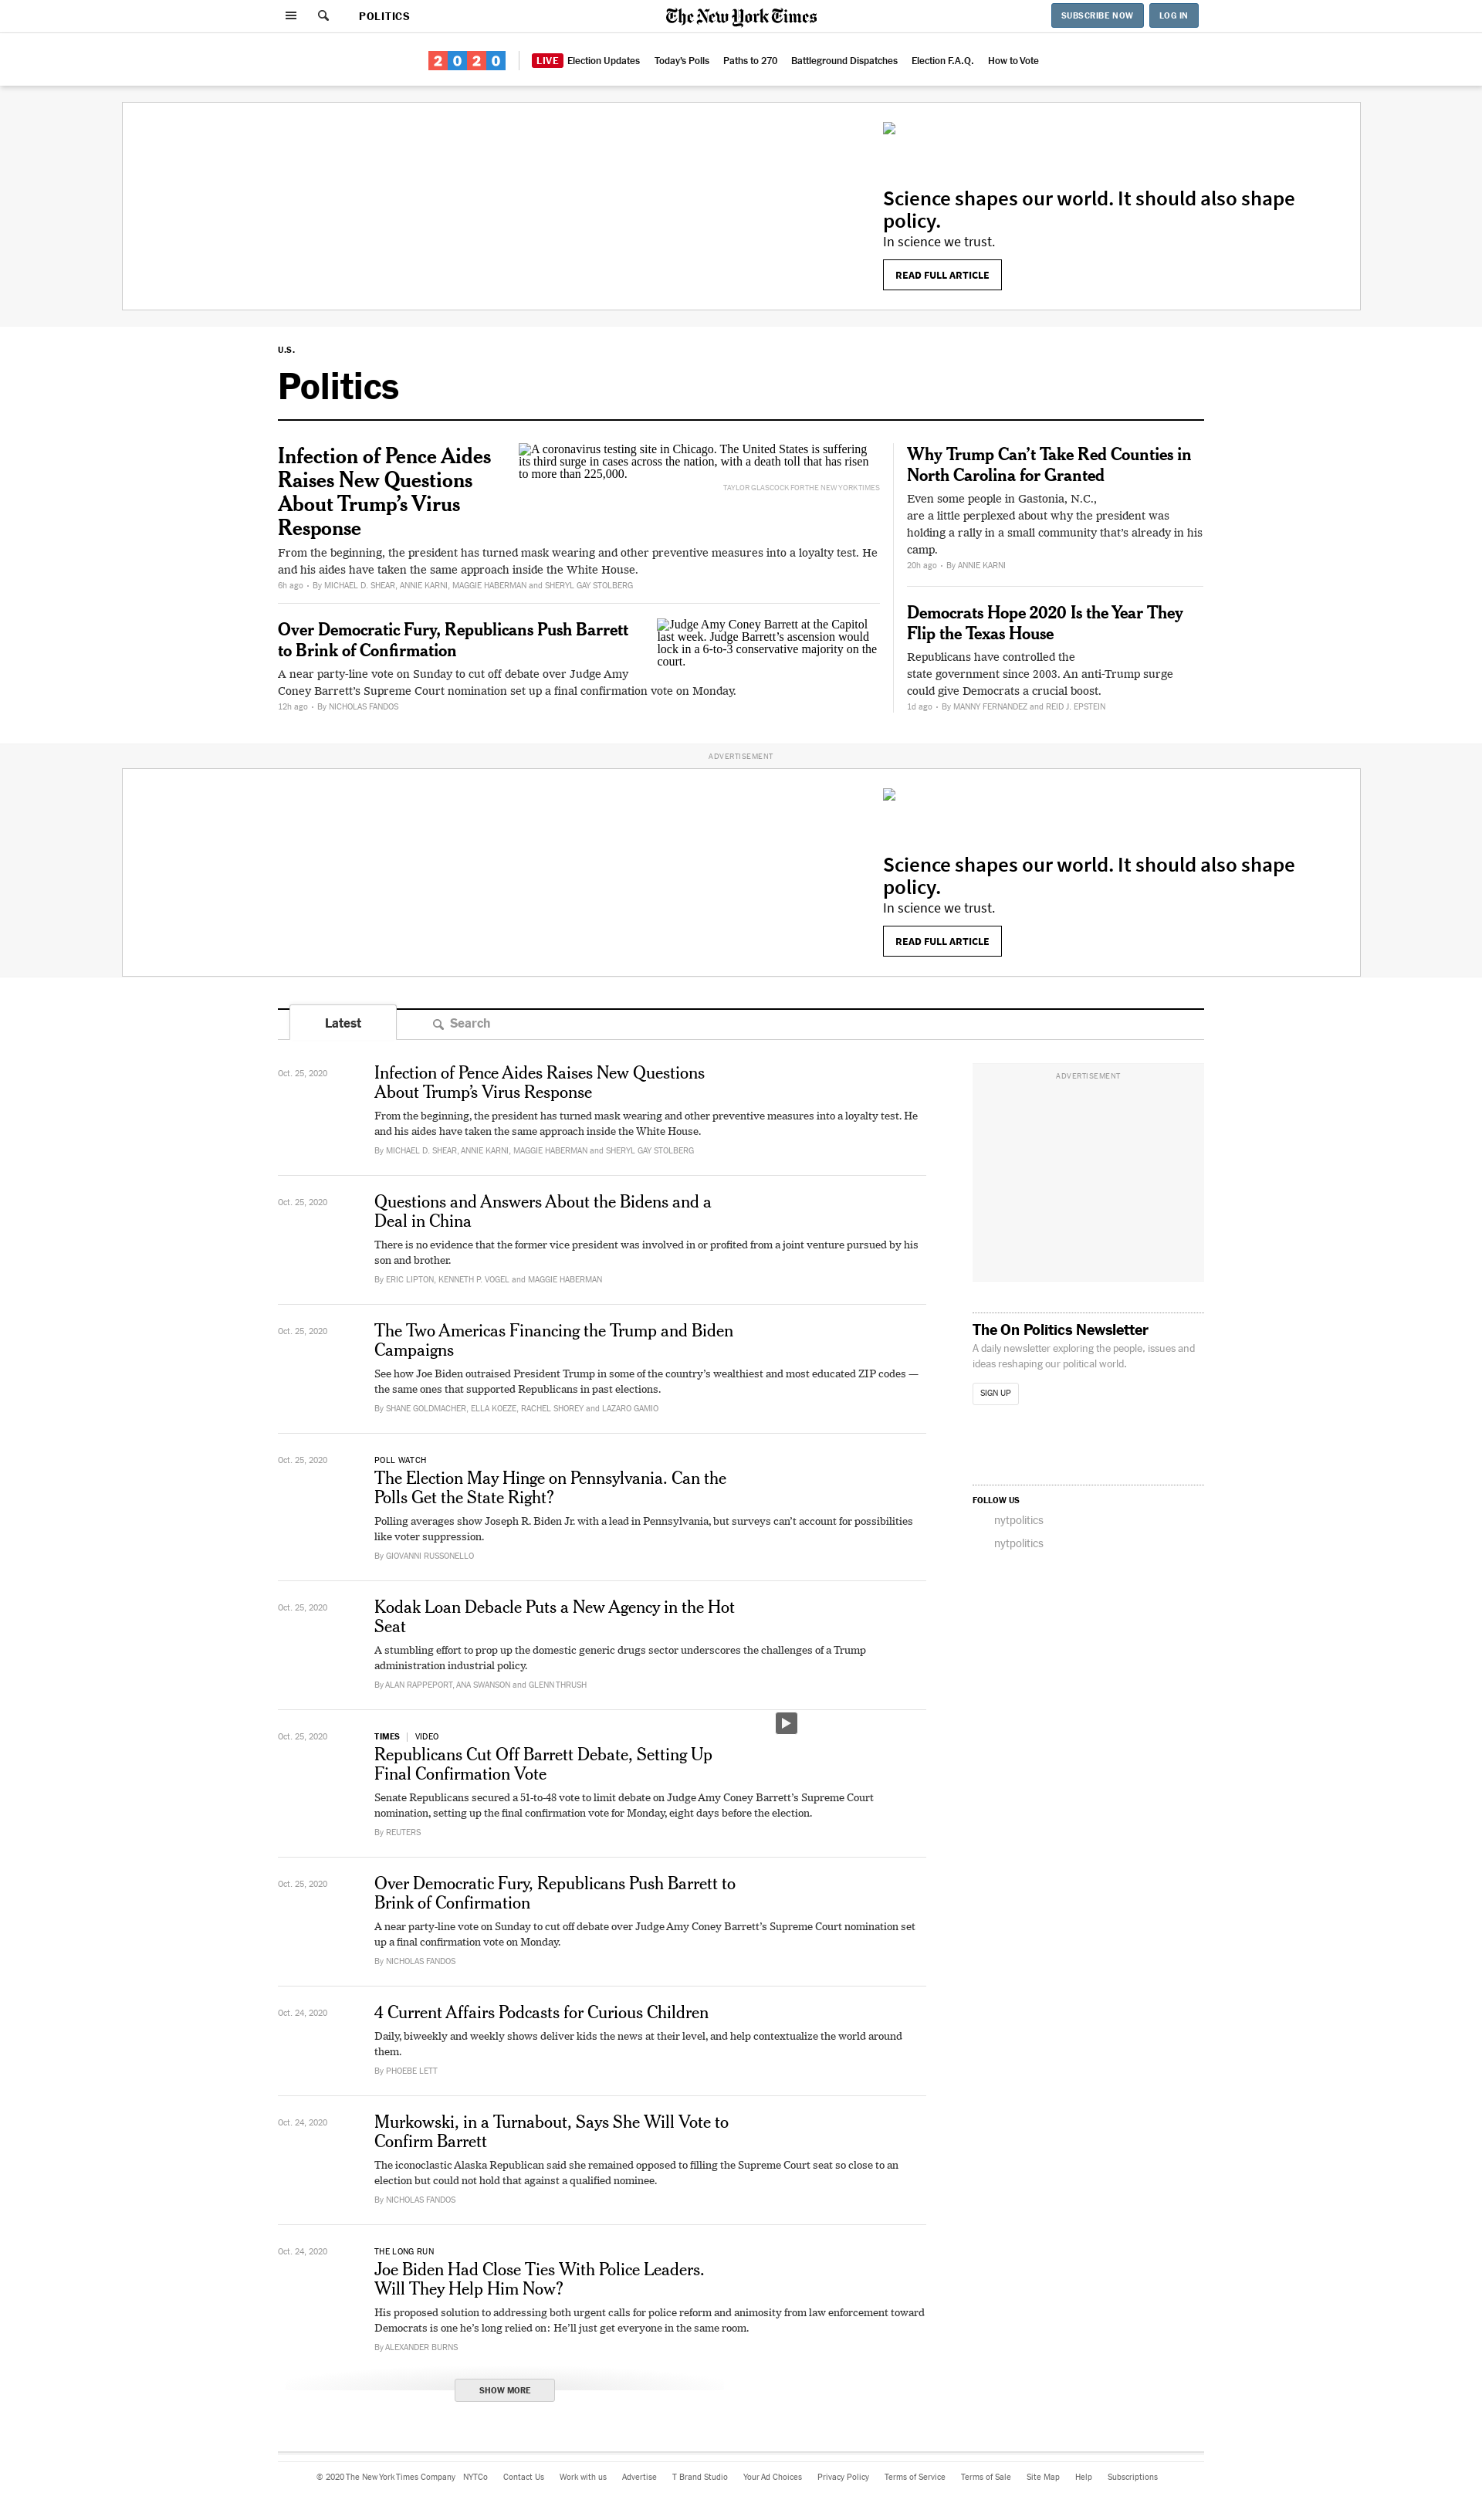 POLITICS
The New York Times
SUBSCRIBE NOW
LOG IN
2020
LIVE Election Updates
Today's Polls
Paths to 270
Battleground Dispatches
Election F.A.Q.
How to Vote
Science shapes our world. It should also shape
policy.
In science we trust.
READ FULL ARTICLE
U.S.
Politics
Infection of Pence Aides
Raises New Questions
About Trump’s Virus
Response
A coronavirus testing site in Chicago. The United States is suffering
its third surge in cases across the nation, with a death toll that has risen
to more than 225,000.
TAYLOR GLASCOCK FOR THE NEW YORK TIMES
From the beginning, the president has turned mask wearing and other preventive measures into a loyalty test. He
and his aides have taken the same approach inside the White House.
6h ago • By MICHAEL D. SHEAR, ANNIE KARNI, MAGGIE HABERMAN and SHERYL GAY STOLBERG
Over Democratic Fury, Republicans Push Barrett
to Brink of Confirmation
Judge Amy Coney Barrett at the Capitol
last week. Judge Barrett’s ascension would
lock in a 6-to-3 conservative majority on the
court.
A near party-line vote on Sunday to cut off debate over Judge Amy
Coney Barrett’s Supreme Court nomination set up a final confirmation vote on Monday.
12h ago • By NICHOLAS FANDOS
Why Trump Can’t Take Red Counties in
North Carolina for Granted
Even some people in Gastonia, N.C.,
are a little perplexed about why the president was
holding a rally in a small community that’s already in his
camp.
20h ago • By ANNIE KARNI
Democrats Hope 2020 Is the Year They
Flip the Texas House
Republicans have controlled the
state government since 2003. An anti-Trump surge
could give Democrats a crucial boost.
1d ago • By MANNY FERNANDEZ and REID J. EPSTEIN
ADVERTISEMENT
Science shapes our world. It should also shape
policy.
In science we trust.
READ FULL ARTICLE
Latest
Search
Oct. 25, 2020
Infection of Pence Aides Raises New Questions
About Trump’s Virus Response
From the beginning, the president has turned mask wearing and other preventive measures into a loyalty test. He
and his aides have taken the same approach inside the White House.
By MICHAEL D. SHEAR, ANNIE KARNI, MAGGIE HABERMAN and SHERYL GAY STOLBERG
Oct. 25, 2020
Questions and Answers About the Bidens and a
Deal in China
There is no evidence that the former vice president was involved in or profited from a joint venture pursued by his
son and brother.
By ERIC LIPTON, KENNETH P. VOGEL and MAGGIE HABERMAN
Oct. 25, 2020
The Two Americas Financing the Trump and Biden
Campaigns
See how Joe Biden outraised President Trump in some of the country’s wealthiest and most educated ZIP codes —
the same ones that supported Republicans in past elections.
By SHANE GOLDMACHER, ELLA KOEZE, RACHEL SHOREY and LAZARO GAMIO
Oct. 25, 2020
POLL WATCH
The Election May Hinge on Pennsylvania. Can the
Polls Get the State Right?
Polling averages show Joseph R. Biden Jr. with a lead in Pennsylvania, but surveys can’t account for possibilities
like voter suppression.
By GIOVANNI RUSSONELLO
Oct. 25, 2020
Kodak Loan Debacle Puts a New Agency in the Hot
Seat
A stumbling effort to prop up the domestic generic drugs sector underscores the challenges of a Trump
administration industrial policy.
By ALAN RAPPEPORT, ANA SWANSON and GLENN THRUSH
Oct. 25, 2020
TIMES | VIDEO
Republicans Cut Off Barrett Debate, Setting Up
Final Confirmation Vote
Senate Republicans secured a 51-to-48 vote to limit debate on Judge Amy Coney Barrett’s Supreme Court
nomination, setting up the final confirmation vote for Monday, eight days before the election.
By REUTERS
Oct. 25, 2020
Over Democratic Fury, Republicans Push Barrett to
Brink of Confirmation
A near party-line vote on Sunday to cut off debate over Judge Amy Coney Barrett’s Supreme Court nomination set
up a final confirmation vote on Monday.
By NICHOLAS FANDOS
Oct. 24, 2020
4 Current Affairs Podcasts for Curious Children
Daily, biweekly and weekly shows deliver kids the news at their level, and help contextualize the world around
them.
By PHOEBE LETT
Oct. 24, 2020
Murkowski, in a Turnabout, Says She Will Vote to
Confirm Barrett
The iconoclastic Alaska Republican said she remained opposed to filling the Supreme Court seat so close to an
election but could not hold that against a qualified nominee.
By NICHOLAS FANDOS
Oct. 24, 2020
THE LONG RUN
Joe Biden Had Close Ties With Police Leaders.
Will They Help Him Now?
His proposed solution to addressing both urgent calls for police reform and animosity from law enforcement toward
Democrats is one he’s long relied on: He’ll just get everyone in the same room.
By ALEXANDER BURNS
SHOW MORE
ADVERTISEMENT
The On Politics Newsletter
A daily newsletter exploring the people, issues and
ideas reshaping our political world.
SIGN UP
FOLLOW US
nytpolitics
nytpolitics
© 2020 The New York Times Company
NYTCo
Contact Us
Work with us
Advertise
T Brand Studio
Your Ad Choices
Privacy Policy
Terms of Service
Terms of Sale
Site Map
Help
Subscriptions